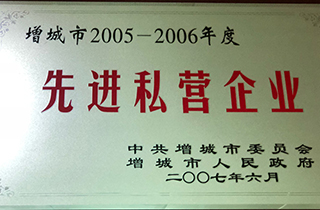 增城市2005－2006年度
先进私营企业
中共增城市委员会
增城市人民政府
二〇〇七年六月